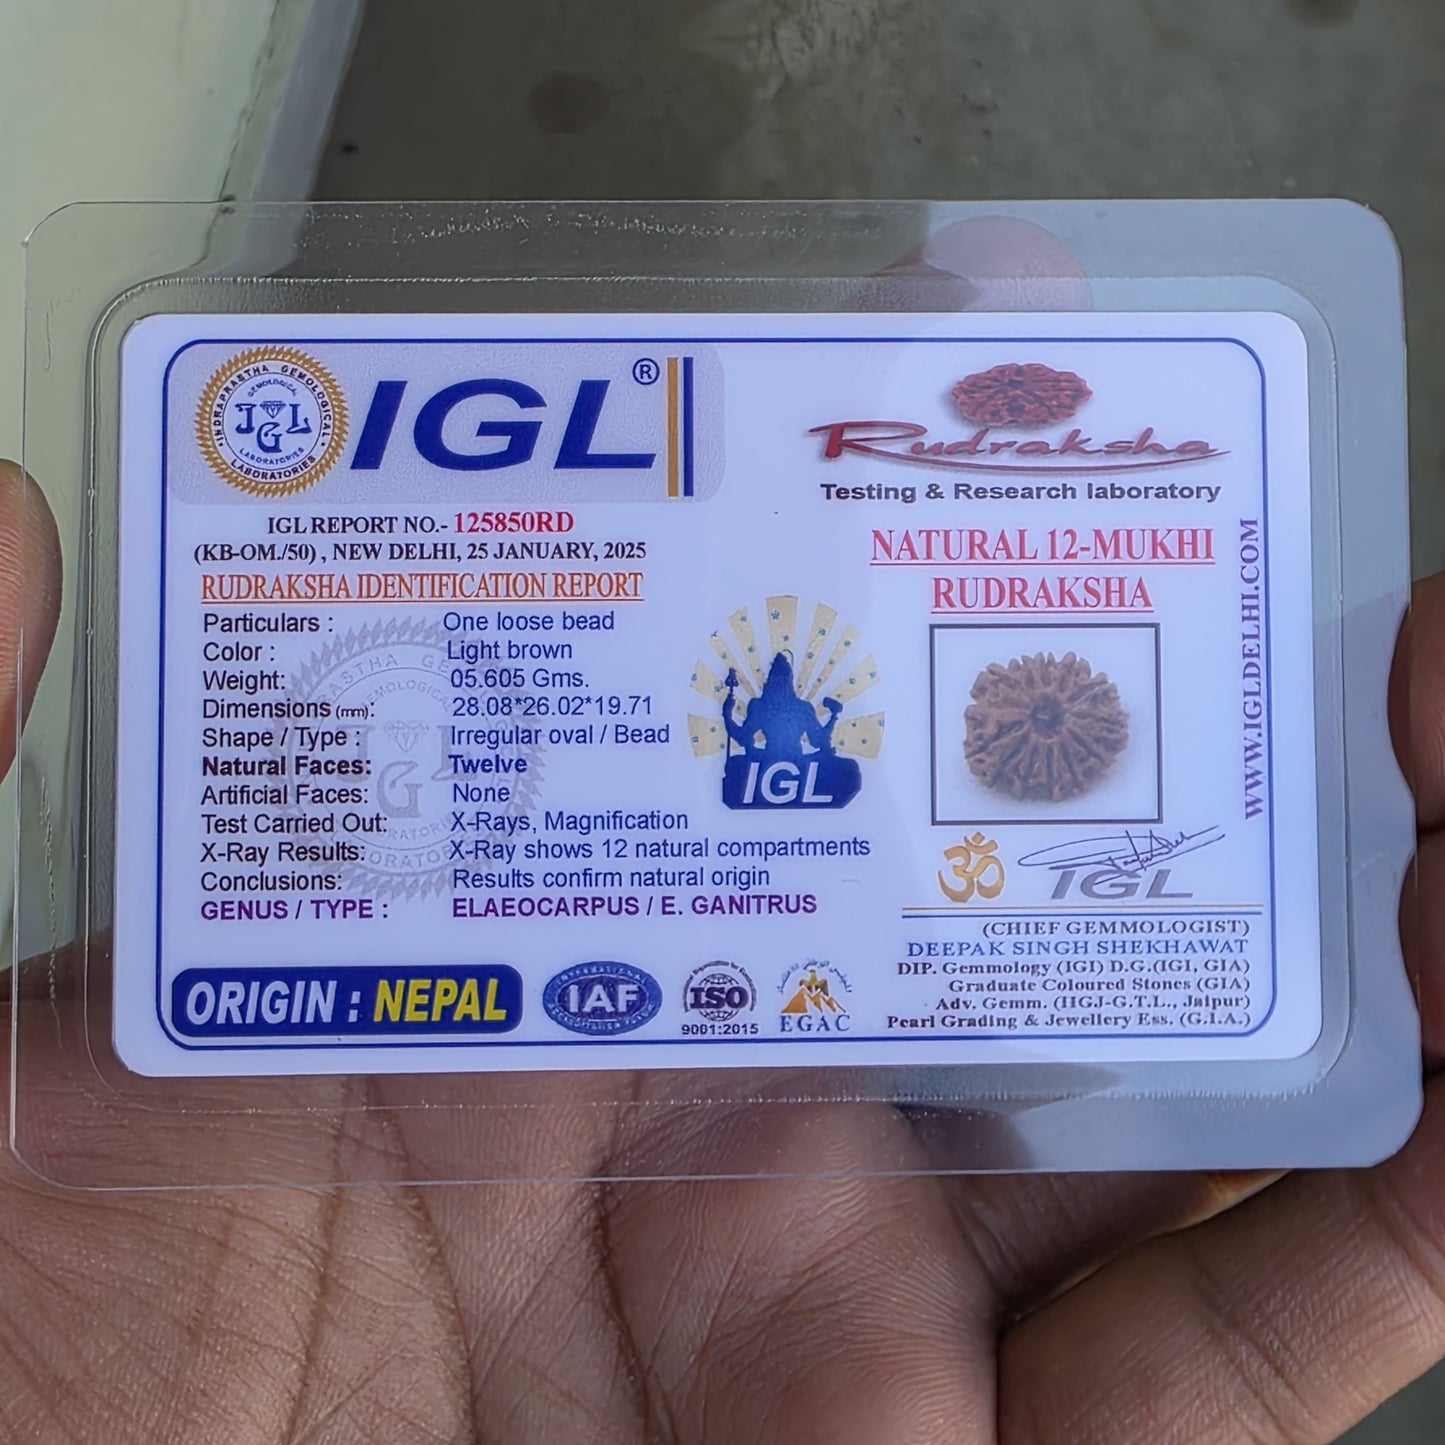 INDRAPRASTHA GEMOLOGICAL
GEMOLOGICAL
IGL
LABORATORIES
LABORATORIES
IGL®
IGL REPORT NO.- 125850RD
(KB-OM./50) , NEW DELHI, 25 JANUARY, 2025
RUDRAKSHA IDENTIFICATION REPORT
Particulars : One loose bead
Color : Light brown
Weight: 05.605 Gms.
Dimensions (mm): 28.08*26.02*19.71
Shape / Type : Irregular oval / Bead
Natural Faces: Twelve
Artificial Faces: None
Test Carried Out: X-Rays, Magnification
X-Ray Results: X-Ray shows 12 natural compartments
Conclusions: Results confirm natural origin
GENUS / TYPE : ELAEOCARPUS / E. GANITRUS
ORIGIN : NEPAL
IAF
ISO
9001:2015
EGAC
IGL
Rudraksha
Testing & Research laboratory
NATURAL 12-MUKHI
RUDRAKSHA
WWW.IGLDELHI.COM
ॐ
IGL
(CHIEF GEMMOLOGIST)
DEEPAK SINGH SHEKHAWAT
DIP. Gemmology (IGI) D.G.(IGI, GIA)
Graduate Coloured Stones (GIA)
Adv. Gemm. (IIGJ-G.T.L., Jaipur)
Pearl Grading & Jewellery Ess. (G.I.A.)